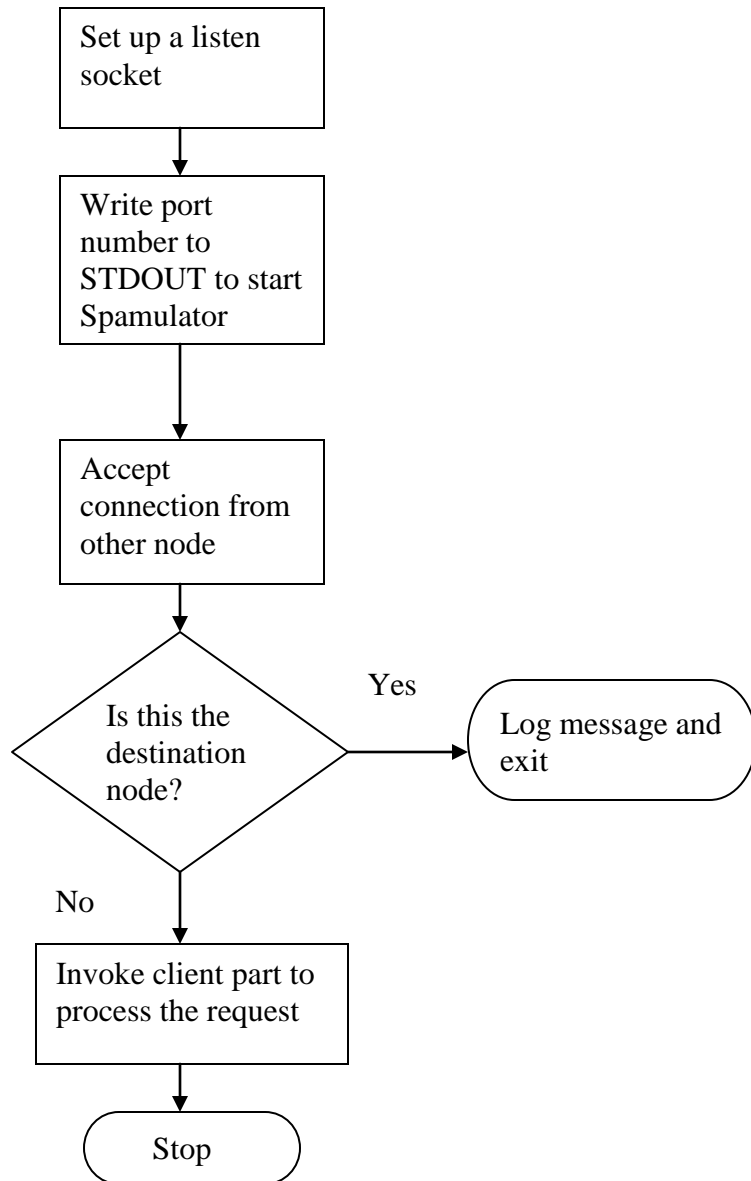 Set up a listen
socket
Write port
number to
STDOUT to start
Spamulator
Accept
connection from
other node
Is this the
destination
node?
Yes
Log message and
exit
No
Invoke client part to
process the request
Stop